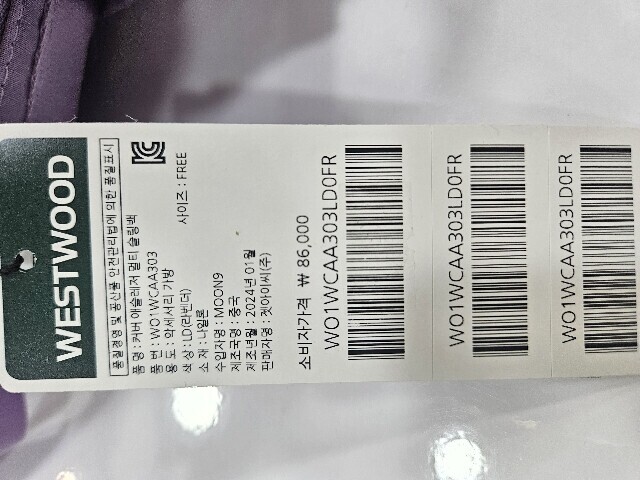 WESTWOOD
품질경영 및 공산품 안전관리법에 의한 품질표시
품명 : 커버 애슬레저 멀티 슬링백
품번 : WO1WCAA303
용도 : 악세서리 가방
색상 : LD(라벤더)
사이즈 : FREE
소재 : 나일론
수입자명 : MOON9
제조국명 : 중국
제조년월 : 2024년 01월
판매자명 : 겟아이씨(주)
소비자가격 ₩ 86,000
WO1WCAA303LD0FR
WO1WCAA303LD0FR
WO1WCAA303LD0FR